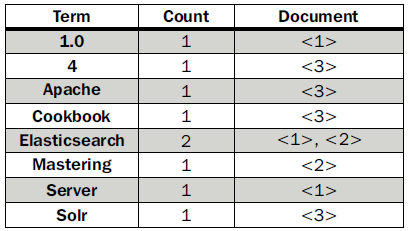 Term Count Document
1.0 1 <1>
4 1 <3>
Apache 1 <3>
Cookbook 1 <3>
Elasticsearch 2 <1>, <2>
Mastering 1 <2>
Server 1 <1>
Solr 1 <3>